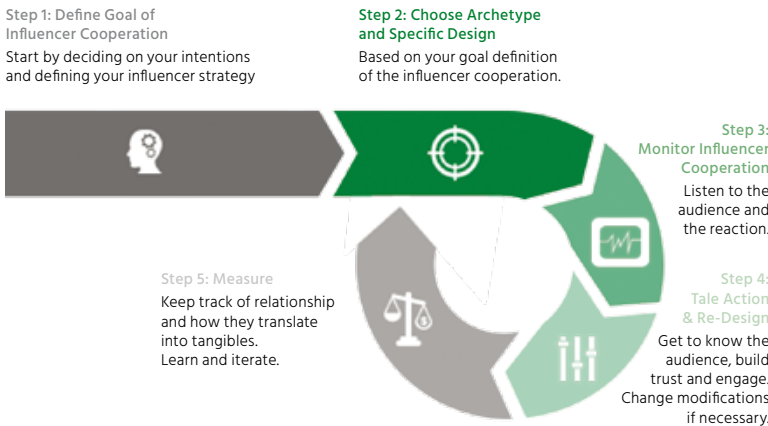 Step 1: Define Goal of
Influencer Cooperation
Start by deciding on your intentions
and defining your influencer strategy
Step 2: Choose Archetype
and Specific Design
Based on your goal definition
of the influencer cooperation.
Step 3:
Monitor Influencer
Cooperation
Listen to the
audience and
the reaction.
Step 4:
Tale Action
& Re-Design
Get to know the
audience, build
trust and engage.
Change modifications
if necessary.
Step 5: Measure
Keep track of relationship
and how they translate
into tangibles.
Learn and iterate.
$